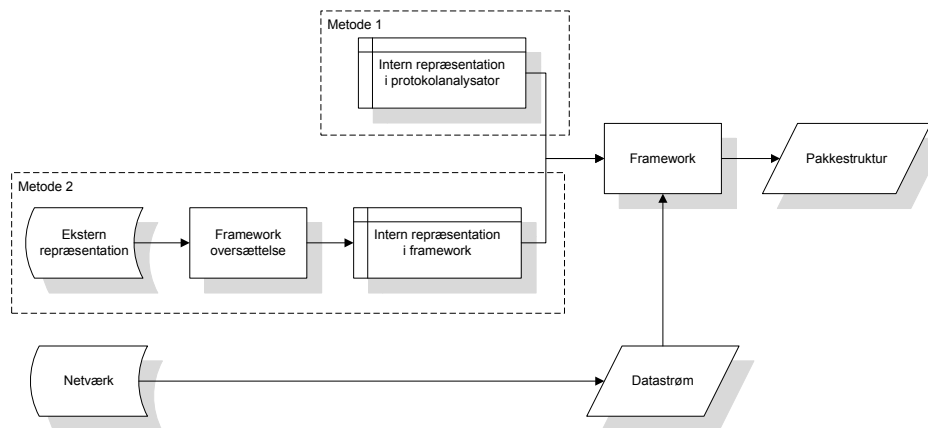 Metode 1
Intern repræsentation
i protokolanalysator
Framework
Pakkestruktur
Metode 2
Ekstern
repræsentation
Framework
oversættelse
Intern repræsentation
i framework
Netværk
Datastrøm